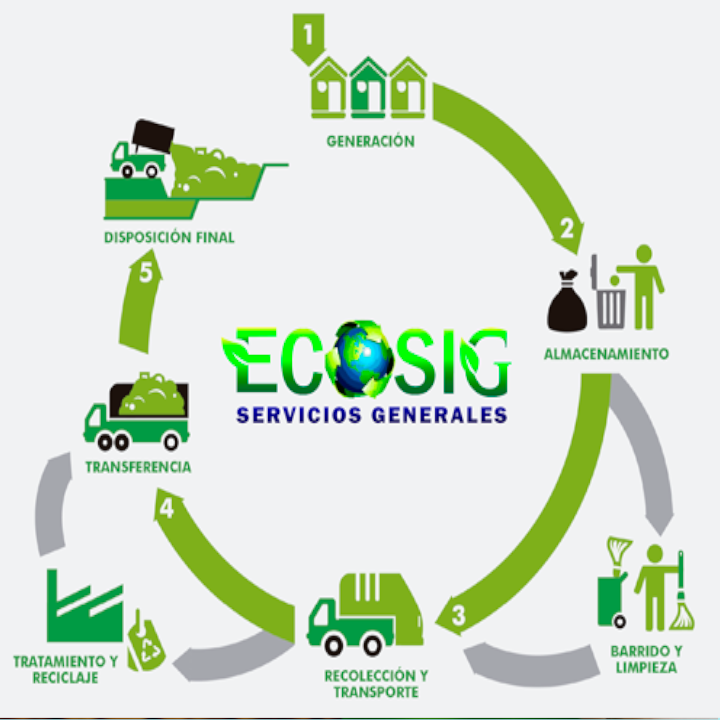 1
GENERACIÓN
2
ALMACENAMIENTO
BARRIDO Y
LIMPIEZA
3
RECOLECCIÓN Y
TRANSPORTE
TRATAMIENTO Y
RECICLAJE
4
TRANSFERENCIA
5
DISPOSICIÓN FINAL
ECOSIG
SERVICIOS GENERALES